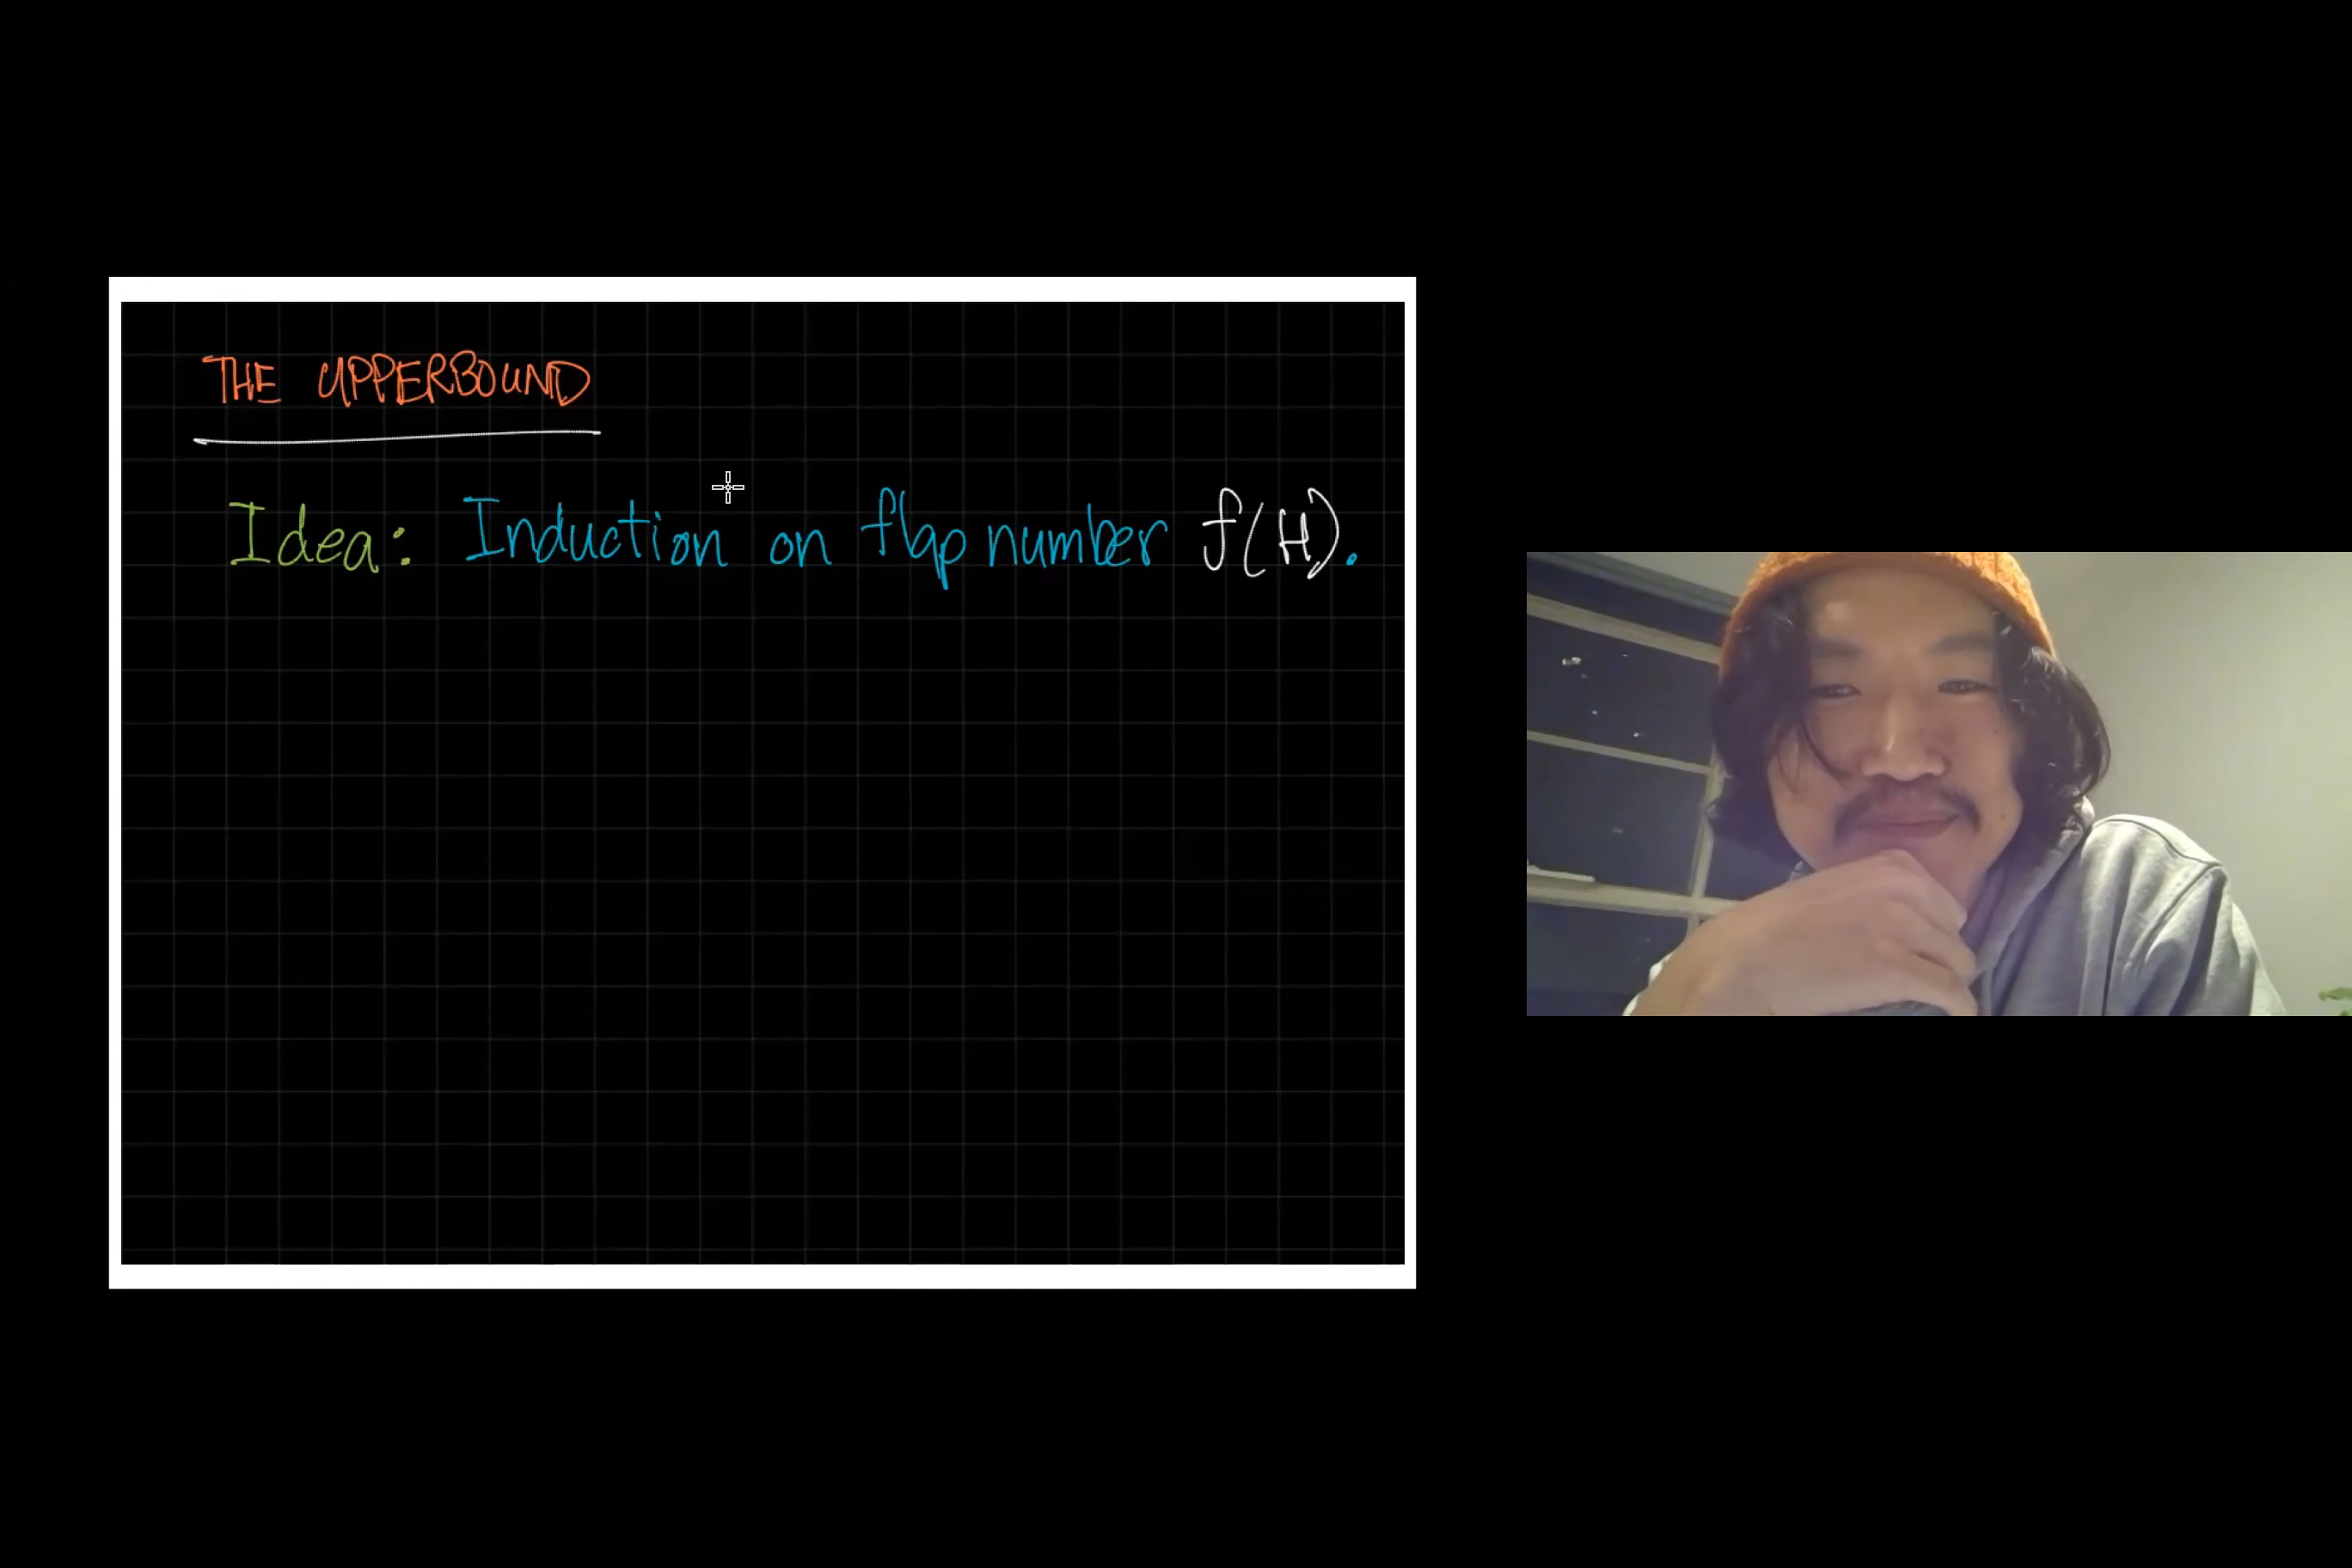 THE UPPERBOUND
Idea: Induction on flap number f(H).